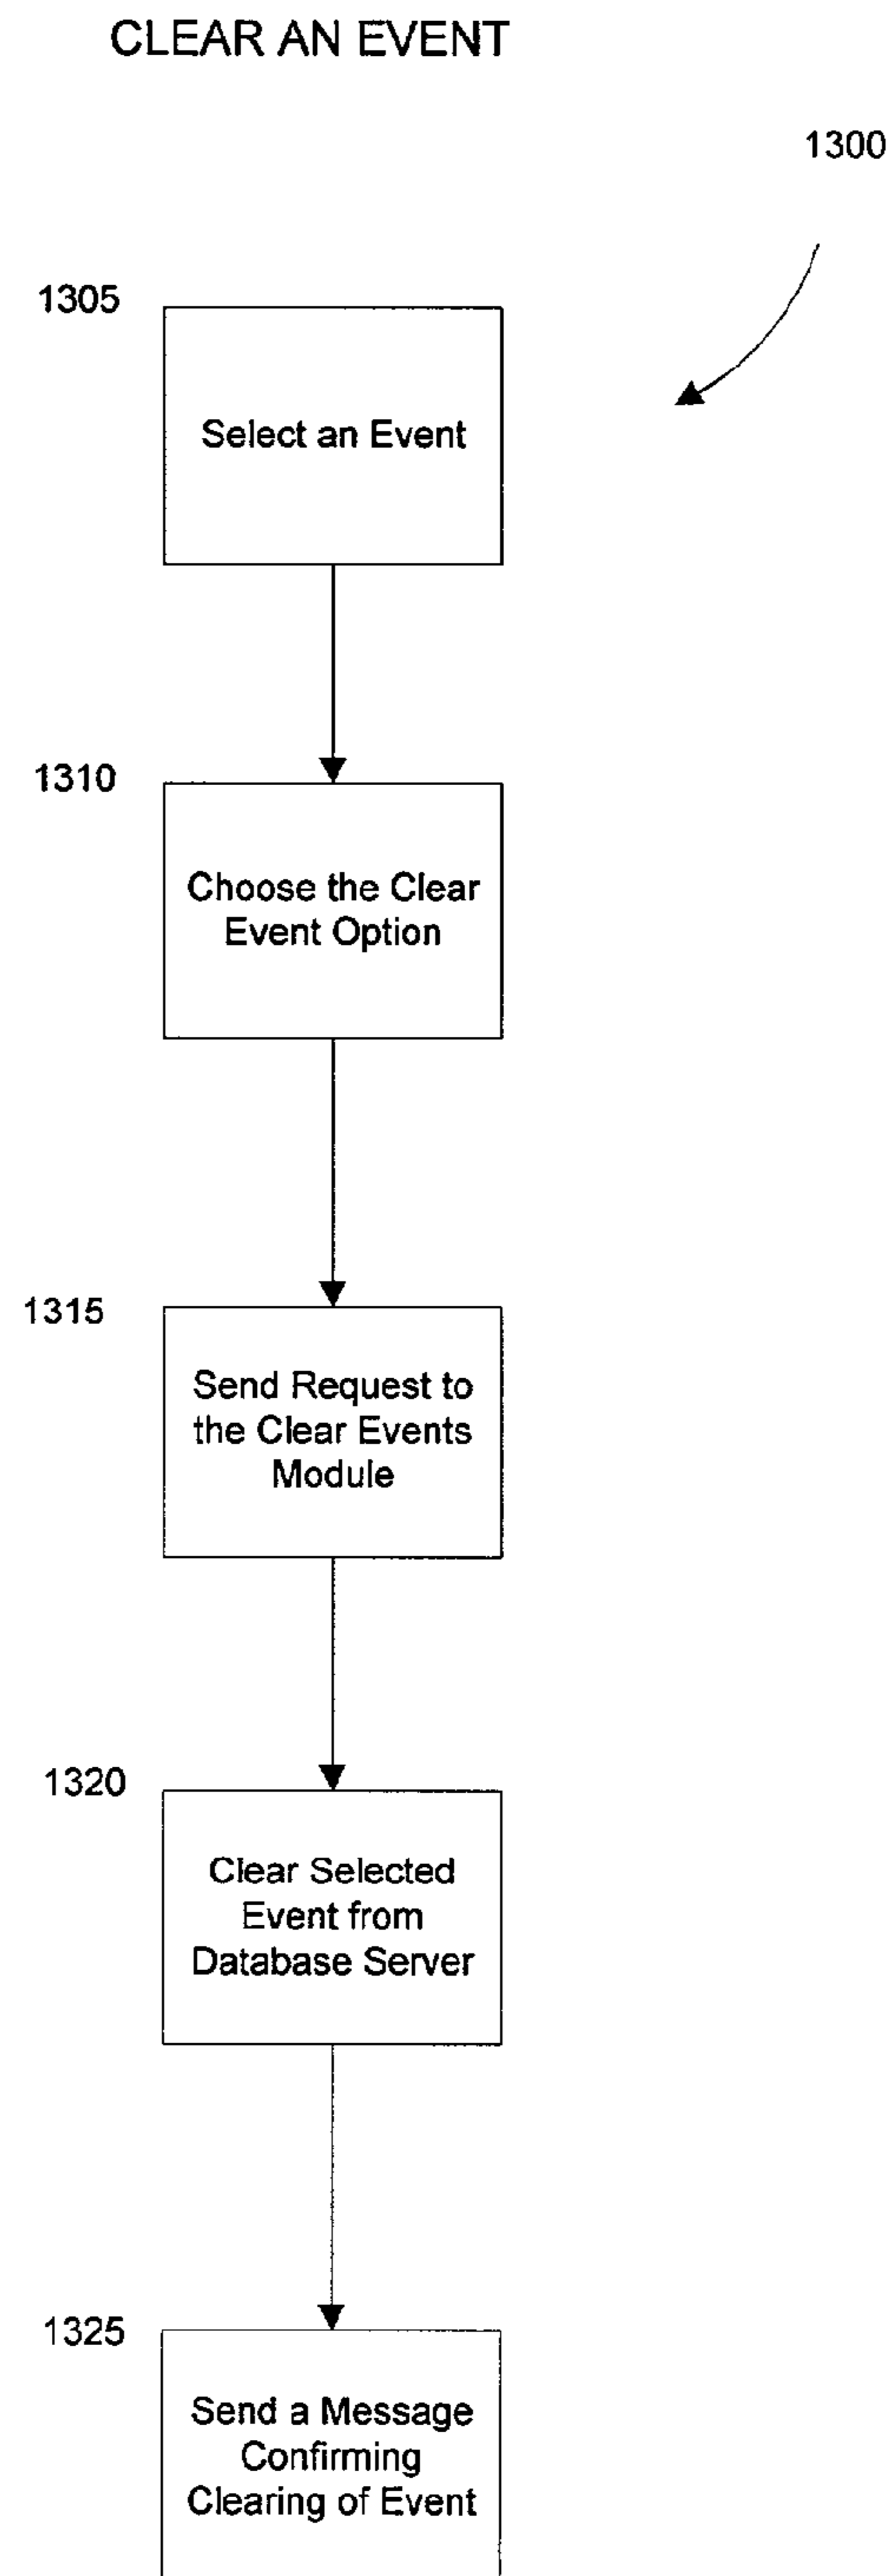 CLEAR AN EVENT
1300
1305
Select an Event
1310
Choose the Clear
Event Option
1315
Send Request to
the Clear Events
Module
1320
Clear Selected
Event from
Database Server
1325
Send a Message
Confirming
Clearing of Event